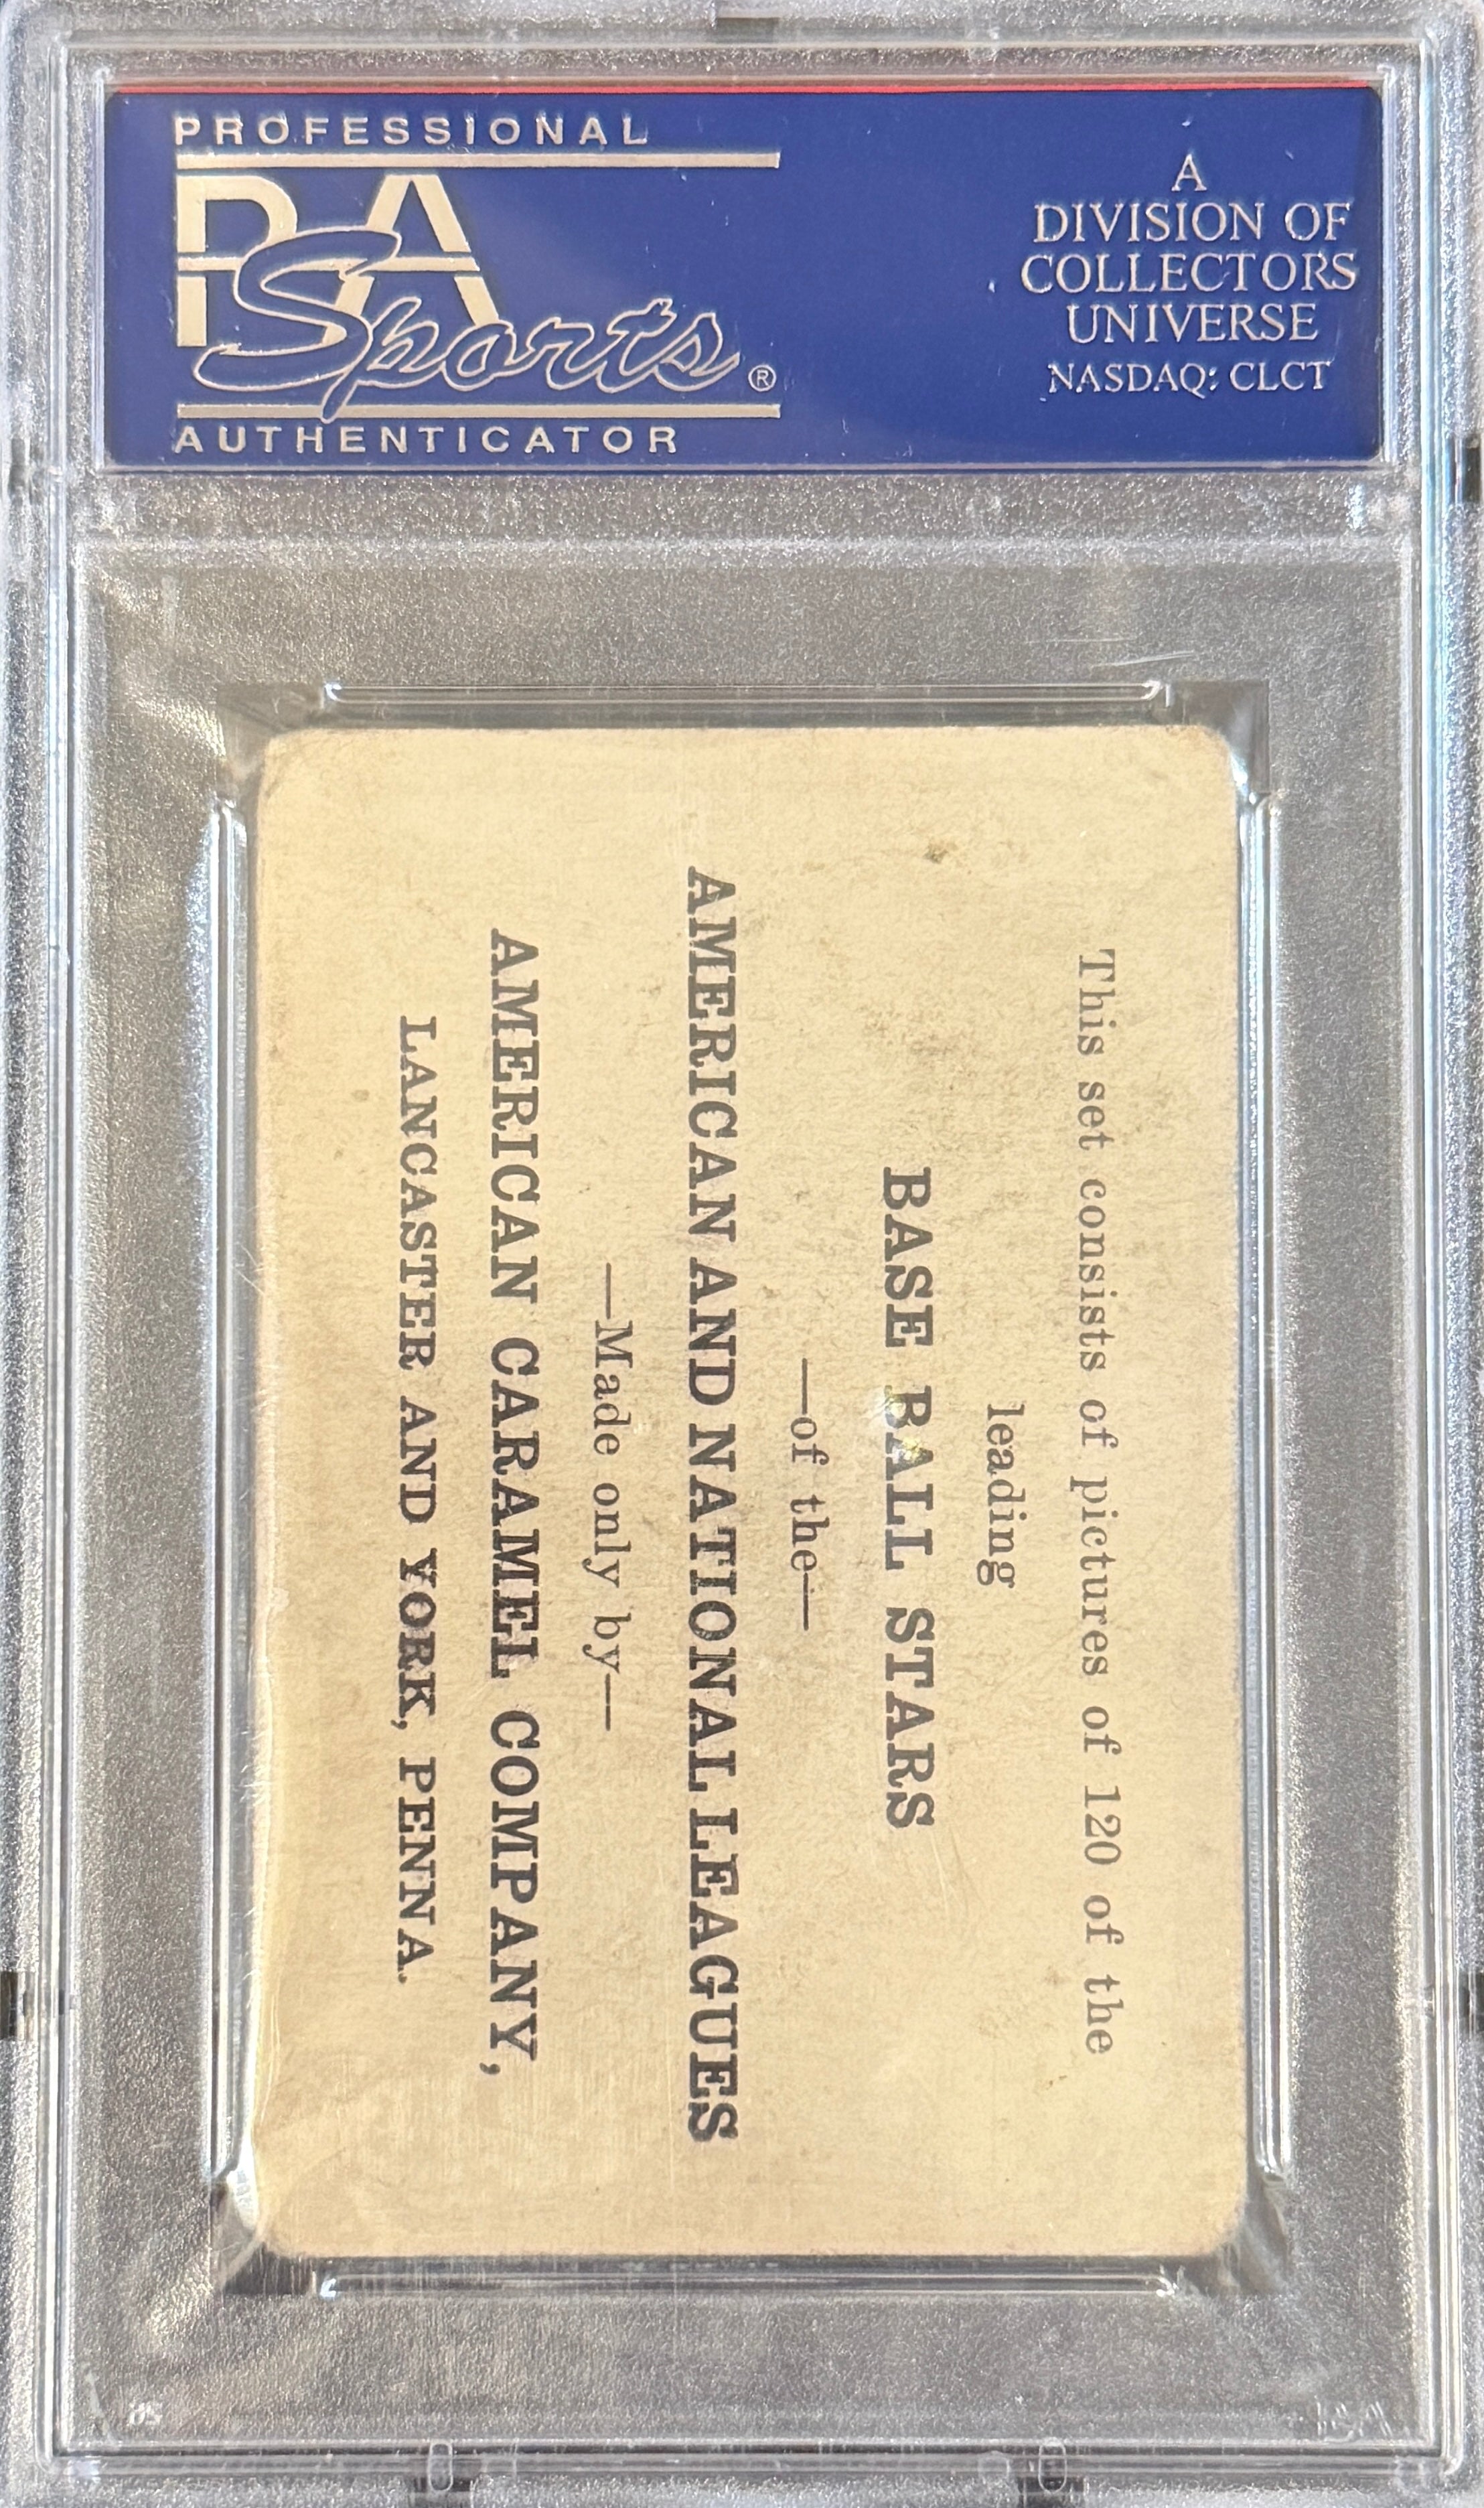 PROFESSIONAL
PSA
Sports®
AUTHENTICATOR
A
DIVISION OF
COLLECTORS
UNIVERSE
NASDAQ: CLCT
This set consists of pictures of 120 of the
leading
BASE BALL STARS
—of the—
AMERICAN AND NATIONAL LEAGUES
—Made only by—
AMERICAN CARAMEL COMPANY,
LANCASTER AND YORK, PENNA.
PSA